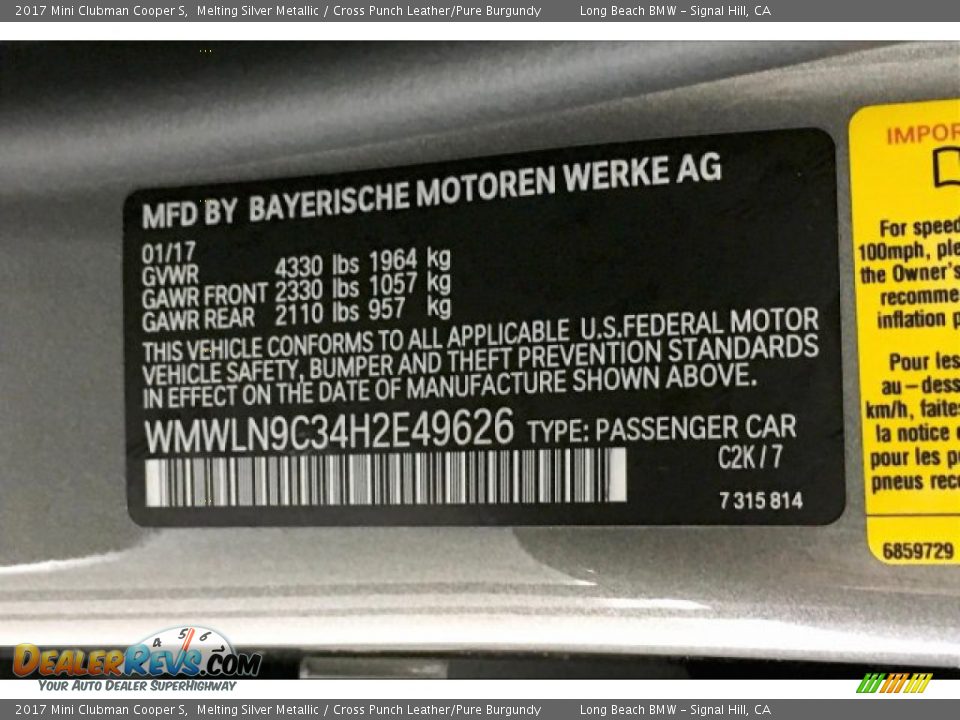 2017 Mini Clubman Cooper S, Melting Silver Metallic / Cross Punch Leather/Pure Burgundy Long Beach BMW - Signal Hill, CA
MFD BY BAYERISCHE MOTOREN WERKE AG
01/17
GVWR 4330 lbs 1964 kg
GAWR FRONT 2330 lbs 1057 kg
GAWR REAR 2110 lbs 957 kg
THIS VEHICLE CONFORMS TO ALL APPLICABLE U.S.FEDERAL MOTOR
VEHICLE SAFETY, BUMPER AND THEFT PREVENTION STANDARDS
IN EFFECT ON THE DATE OF MANUFACTURE SHOWN ABOVE.
WMWLN9C34H2E49626 TYPE: PASSENGER CAR
C2K/7
7 315 814
IMPOR
For speed
100mph, ple
the Owner's
recomme
inflation p
Pour les
au-dess
km/h, faites
la notice
pour les p
pneus rec
6859729
4 5 6
DEALERREVS.COM
YOUR AUTO DEALER SUPERHIGHWAY
2017 Mini Clubman Cooper S, Melting Silver Metallic / Cross Punch Leather/Pure Burgundy Long Beach BMW - Signal Hill, CA